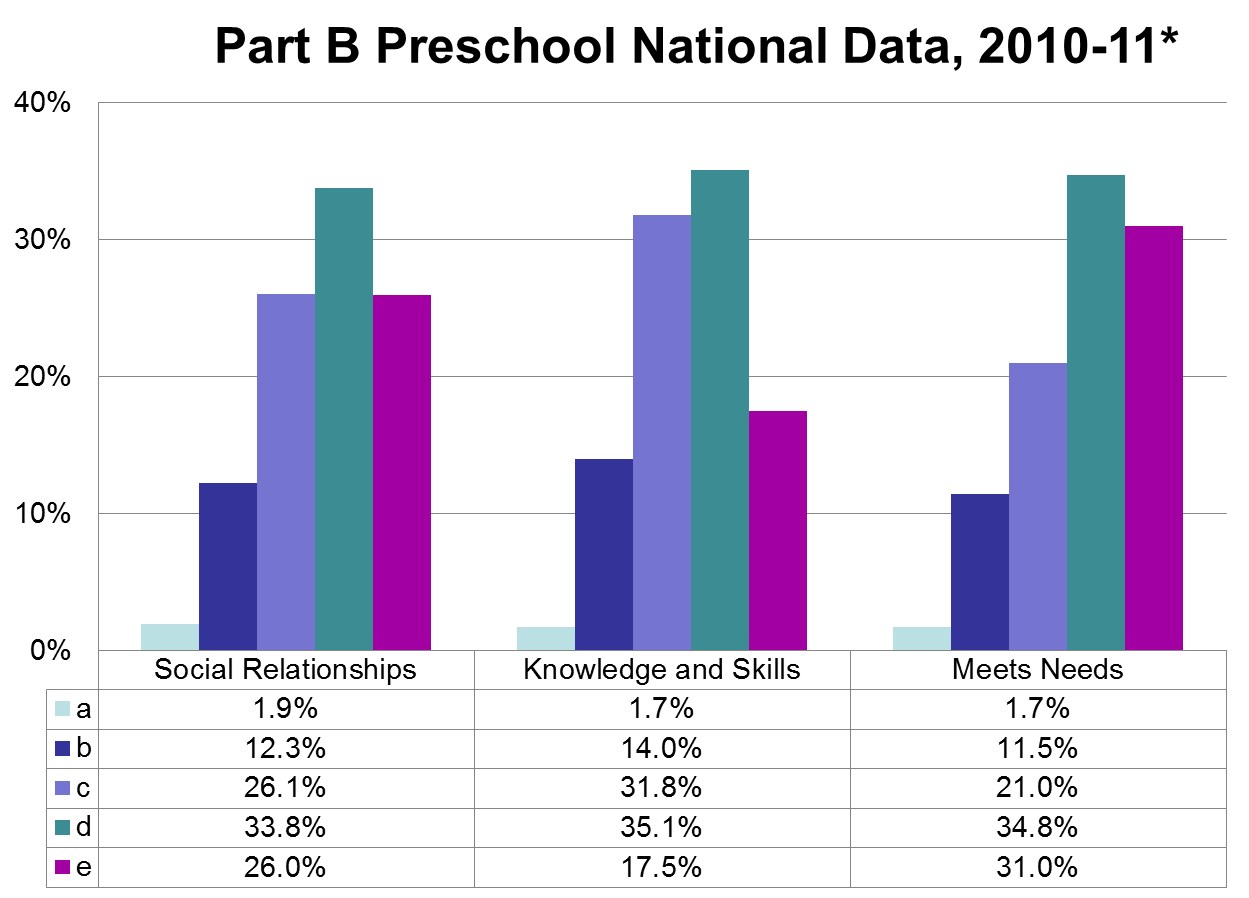 Part B Preschool National Data, 2010-11*
40%
30%
20%
10%
0%
Social Relationships Knowledge and Skills Meets Needs
a 1.9% 1.7% 1.7%
b 12.3% 14.0% 11.5%
c 26.1% 31.8% 21.0%
d 33.8% 35.1% 34.8%
e 26.0% 17.5% 31.0%